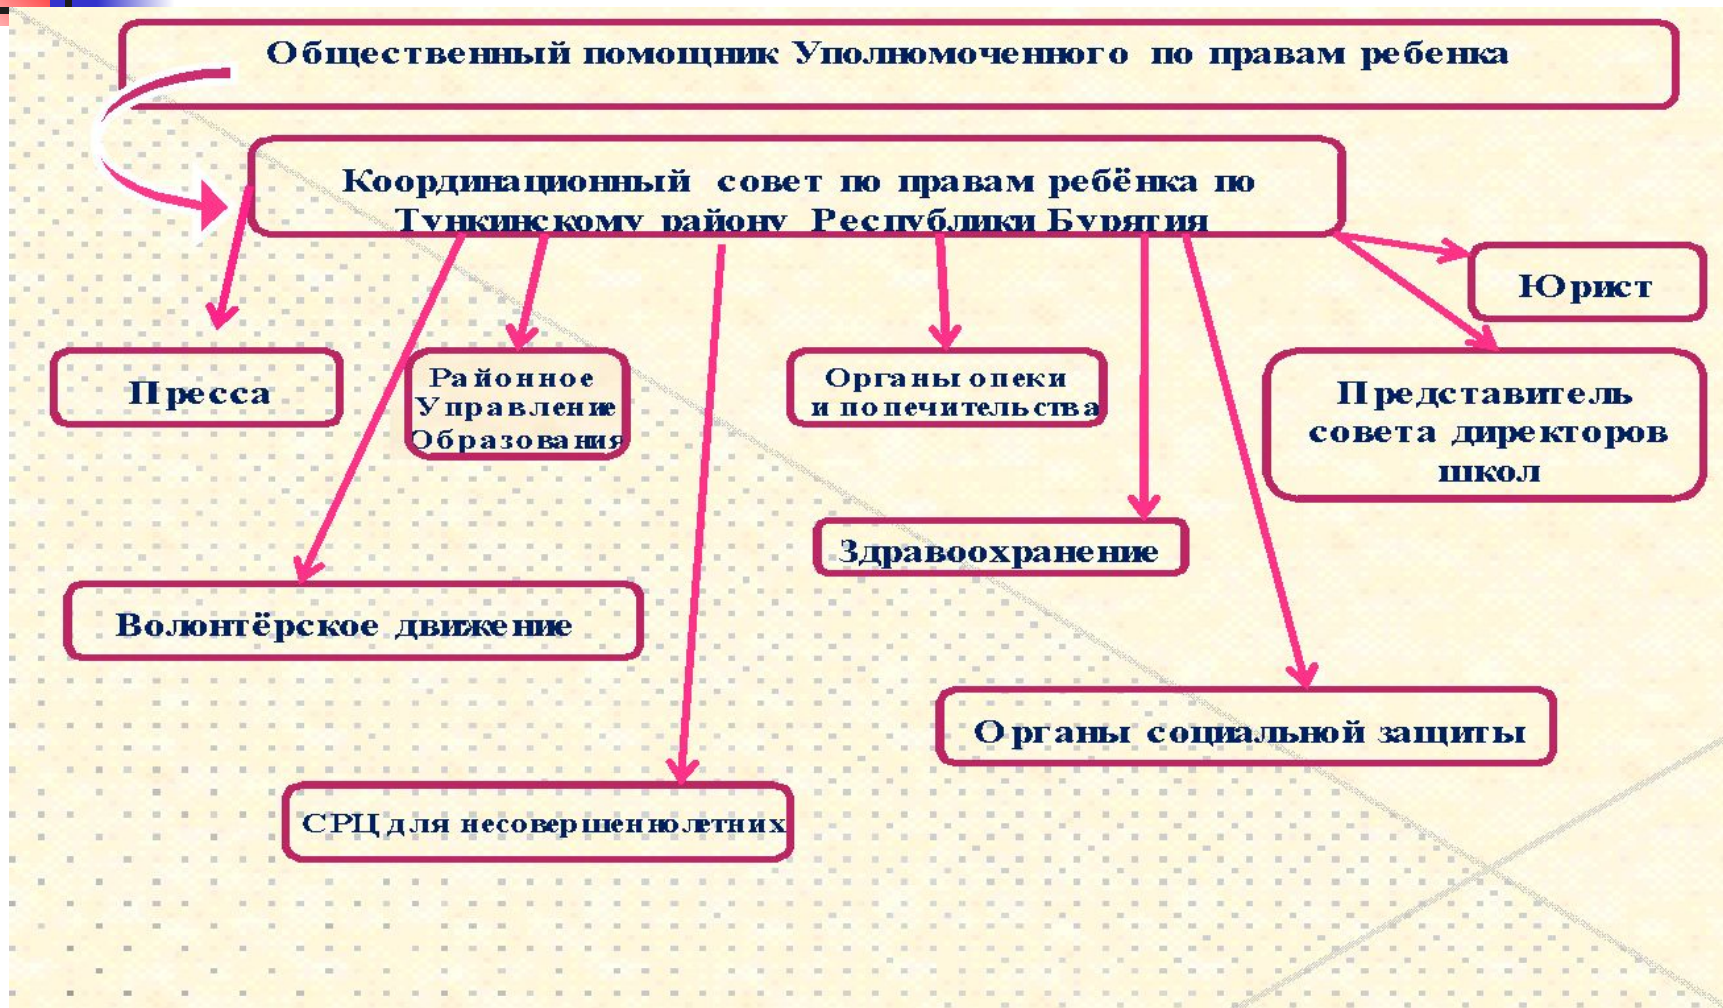 Общественный помощник Уполномоченного по правам ребенка
Координационный совет по правам ребёнка по
Тункинскому району Республики Бурятия
Юрист
Пресса
Районное
Управление
Образования
Органы опеки
и попечительства
Представитель
совета директоров
школ
Здравоохранение
Волонтёрское движение
Органы социальной защиты
СРЦ для несовершеннолетних